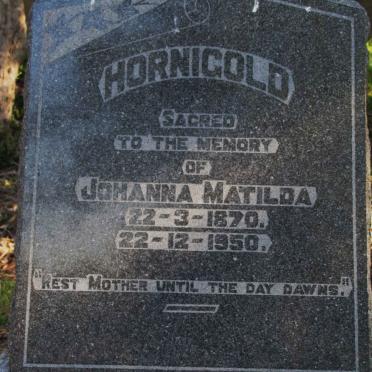 HORNIGOLD
SACRED
TO THE MEMORY
OF
JOHANNA MATILDA
22-3-1870.
22-12-1950.
"REST MOTHER UNTIL THE DAY DAWNS."